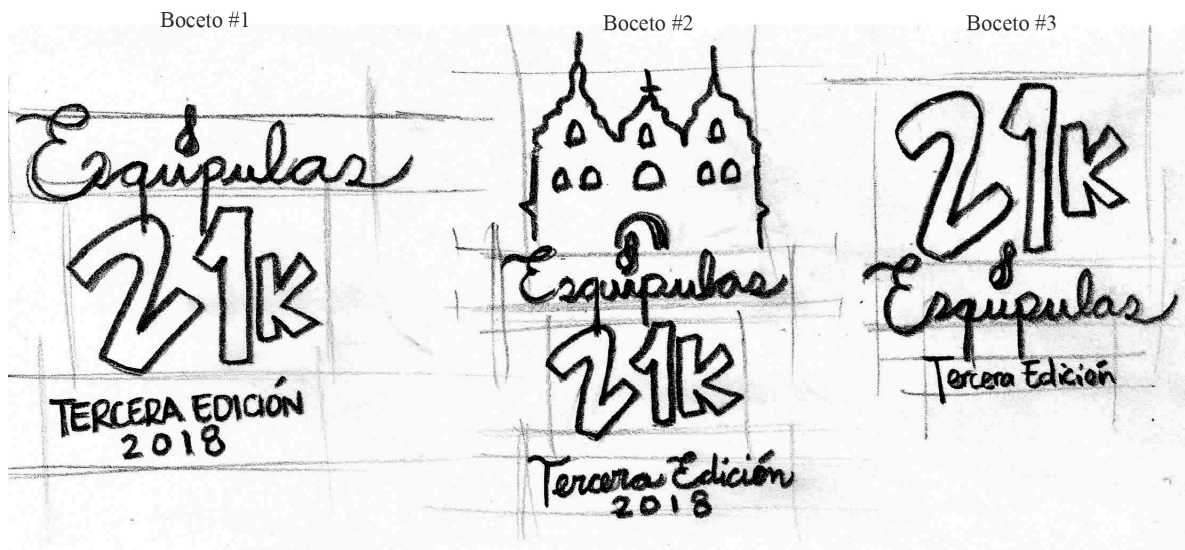 Boceto #1
Esquipulas
21K
TERCERA EDICIÓN
2018
Boceto #2
Esquipulas
21K
Tercera Edición
2018
Boceto #3
21K
Esquipulas
Tercera Edición